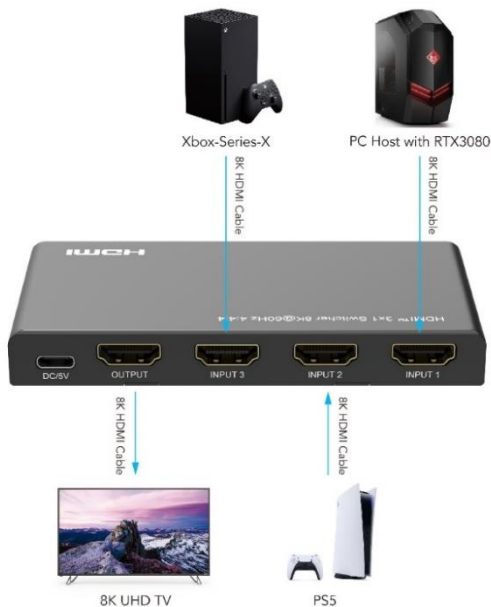 Xbox-Series-X
PC Host with RTX3080
8K HDMI Cable
8K HDMI Cable
HDMI
HDMI™ 3x1 Switcher 8K@60Hz 4:4:4
DC/5V
OUTPUT
INPUT 3
INPUT 2
INPUT 1
8K HDMI Cable
8K HDMI Cable
8K UHD TV
PS5